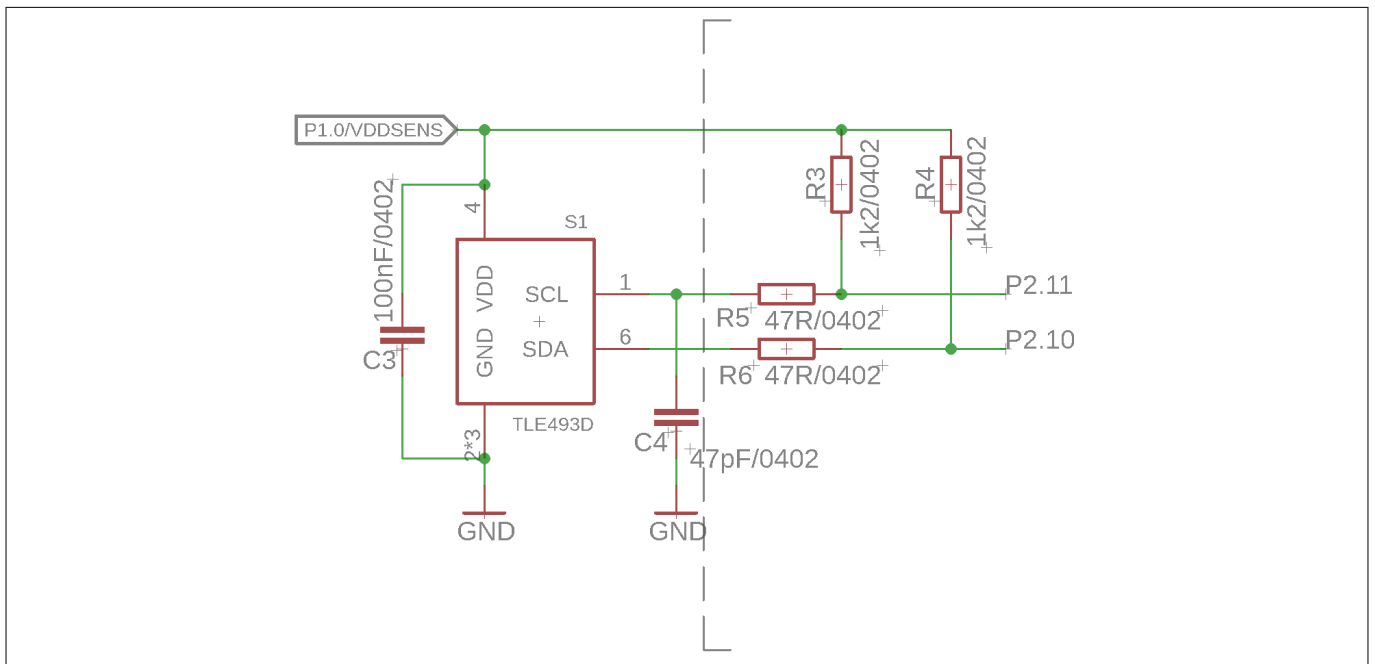 P1.0/VDDSENS
100nF/0402
C3
4
S1
VDD
GND
SCL
SDA
1
6
2*3
TLE493D
GND
R3
1k2/0402
R4
1k2/0402
R5
47R/0402
R6
47R/0402
P2.11
P2.10
C4
47pF/0402
GND